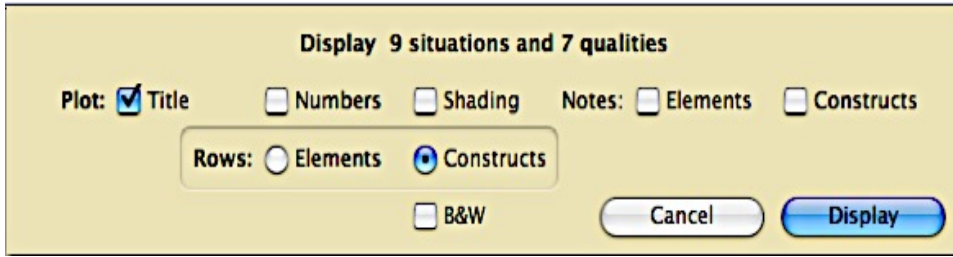 Display 9 situations and 7 qualities
Plot: Title Numbers Shading Notes: Elements Constructs
Rows: Elements Constructs
B&W Cancel Display